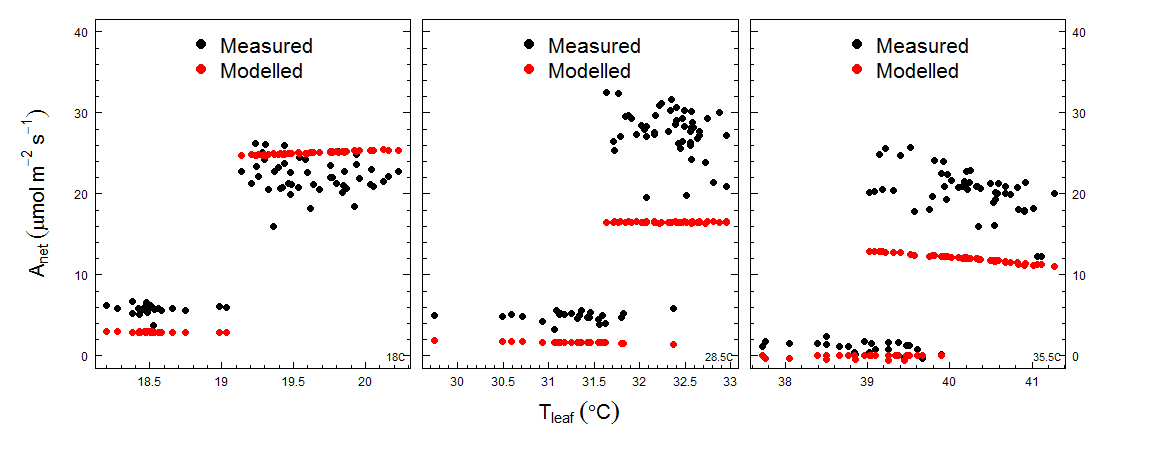 40 Measured Measured Measured 40
Modelled Modelled Modelled
30 30
20 20
10 10
0 18C 28.5C 35.5C 0
Anet (μmol m−2 s−1)
18.5 19 19.5 20 30 30.5 31 31.5 32 32.5 33 38 39 40 41
Tleaf (°C)